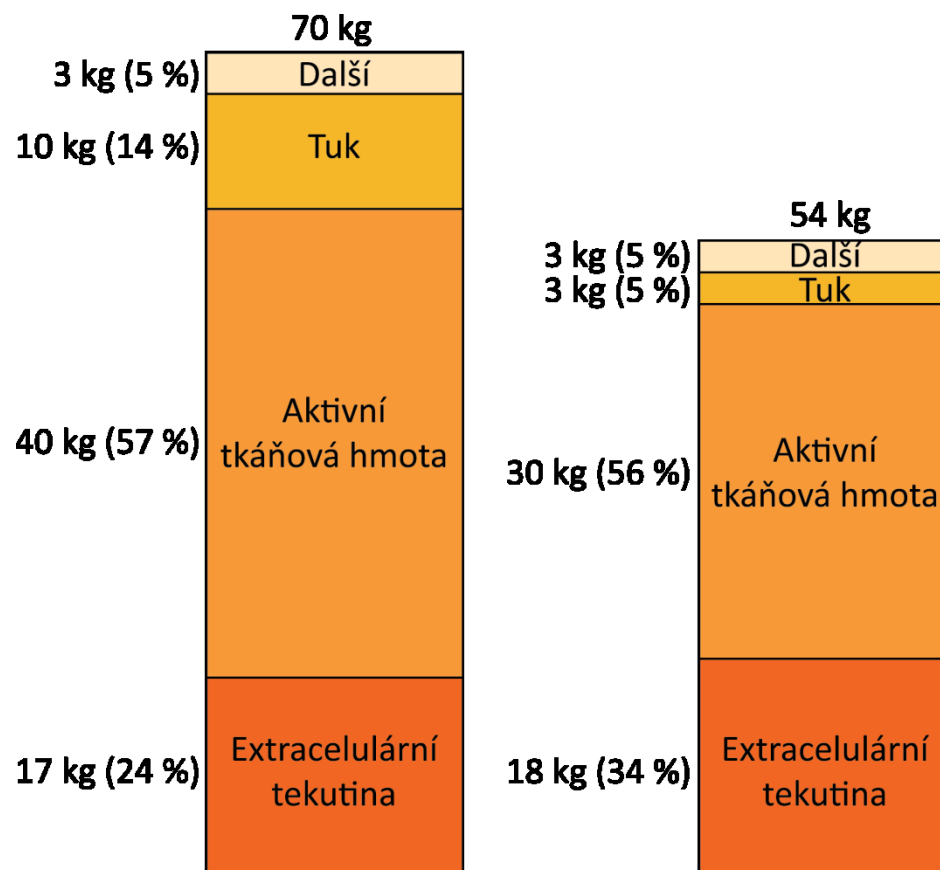 70 kg
3 kg (5 %)
Další
10 kg (14 %)
Tuk
40 kg (57 %)
Aktivní
tkáňová hmota
17 kg (24 %)
Extracelulární
tekutina
54 kg
3 kg (5 %)
Další
3 kg (5 %)
Tuk
30 kg (56 %)
Aktivní
tkáňová hmota
18 kg (34 %)
Extracelulární
tekutina